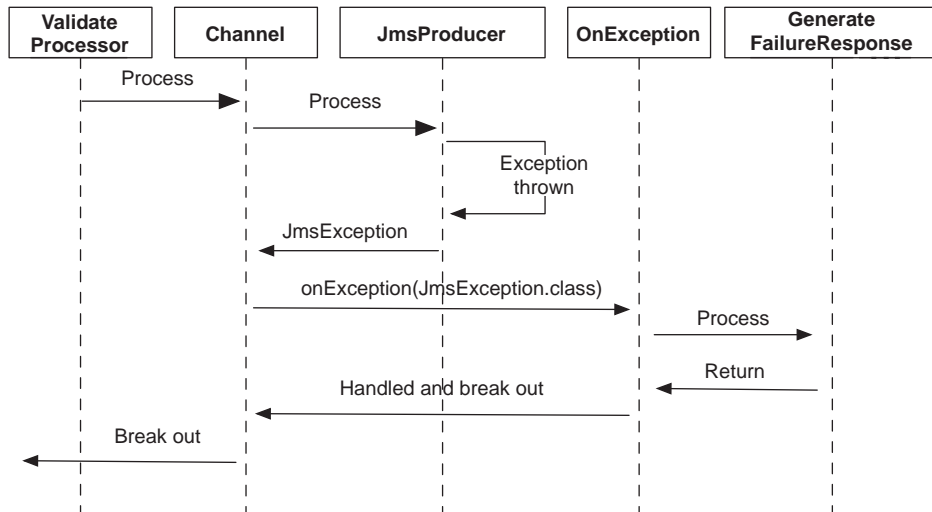 Validate
Processor
Channel
JmsProducer
OnException
Generate
FailureResponse
Process
Process
Exception
thrown
JmsException
onException(JmsException.class)
Process
Return
Handled and break out
Break out